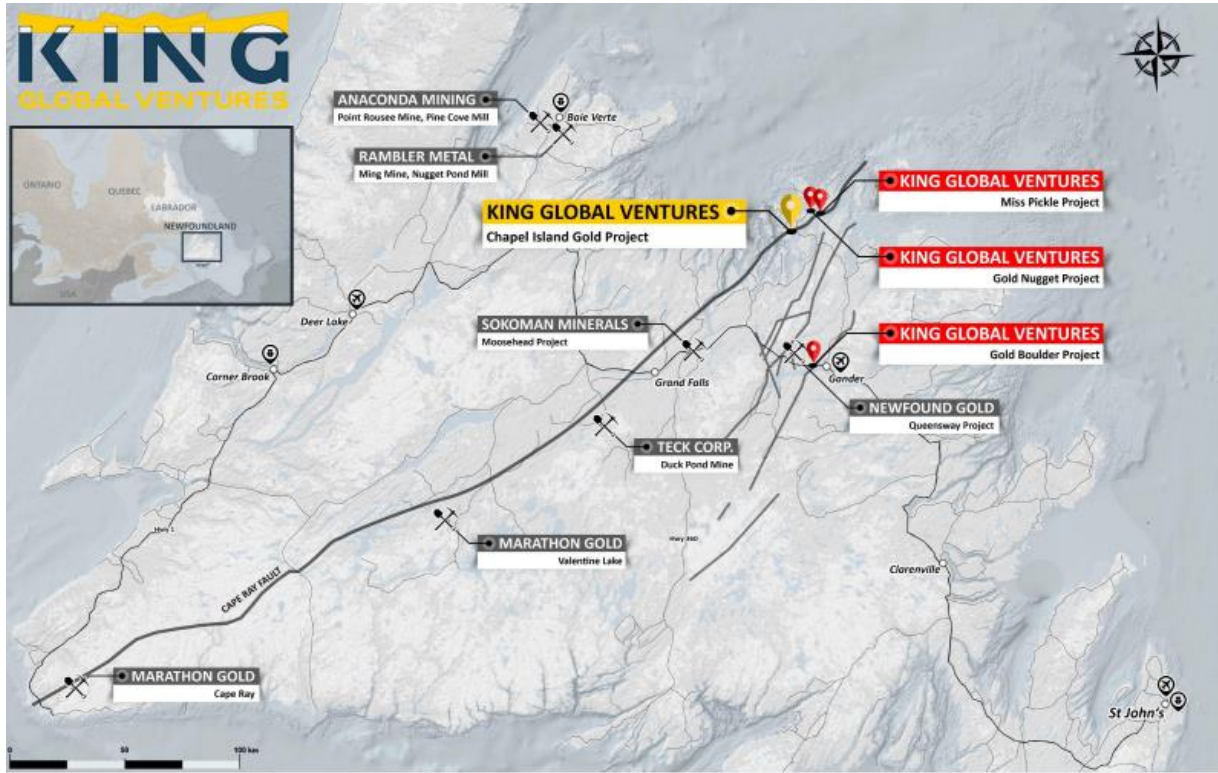 KING
GLOBAL VENTURES
ONTARIO
QUEBEC
LABRADOR
NEWFOUNDLAND
USA
ANACONDA MINING
Point Rousee Mine, Pine Cove Mill
Baie Verte
RAMBLER METAL
Ming Mine, Nugget Pond Mill
KING GLOBAL VENTURES
Chapel Island Gold Project
KING GLOBAL VENTURES
Miss Pickle Project
KING GLOBAL VENTURES
Gold Nugget Project
Deer Lake
SOKOMAN MINERALS
Moosehead Project
KING GLOBAL VENTURES
Gold Boulder Project
Corner Brook
Grand Falls
Gander
NEWFOUND GOLD
Queensway Project
TECK CORP.
Duck Pond Mine
Hwy 1
MARATHON GOLD
Valentine Lake
Hwy 360
Clarenville
CAPE RAY FAULT
MARATHON GOLD
Cape Ray
St John's
0 50 100 km